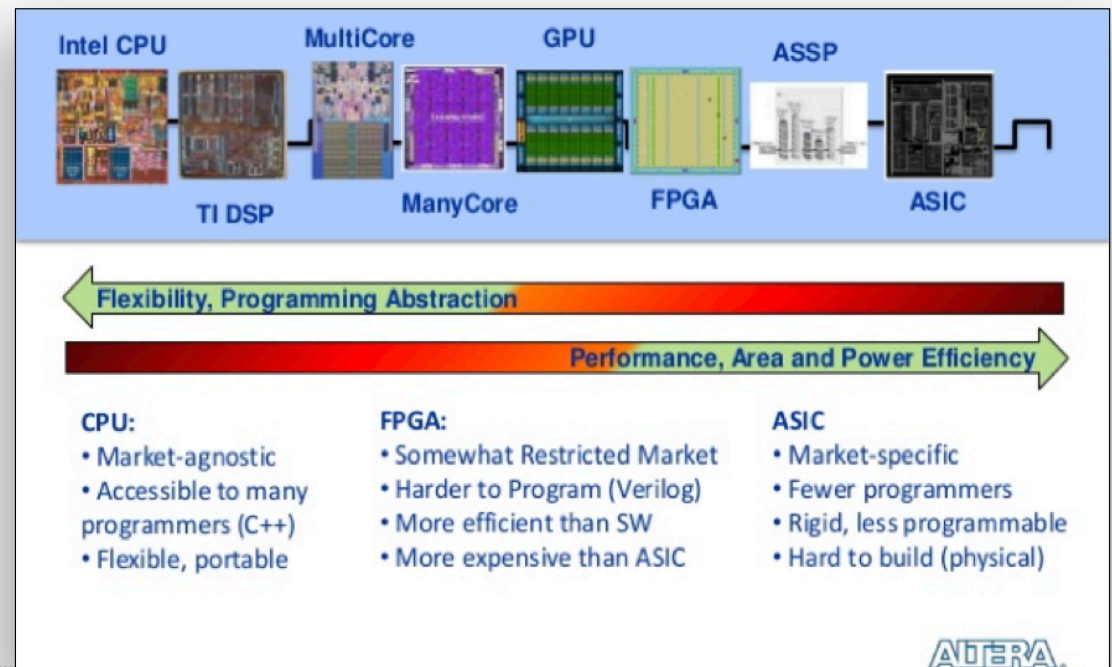 Intel CPU
MultiCore
GPU
ASSP
TI DSP
ManyCore
FPGA
ASIC
Flexibility, Programming Abstraction
Performance, Area and Power Efficiency
CPU:
• Market-agnostic
• Accessible to many
programmers (C++)
• Flexible, portable
FPGA:
• Somewhat Restricted Market
• Harder to Program (Verilog)
• More efficient than SW
• More expensive than ASIC
ASIC
• Market-specific
• Fewer programmers
• Rigid, less programmable
• Hard to build (physical)
ALTERA